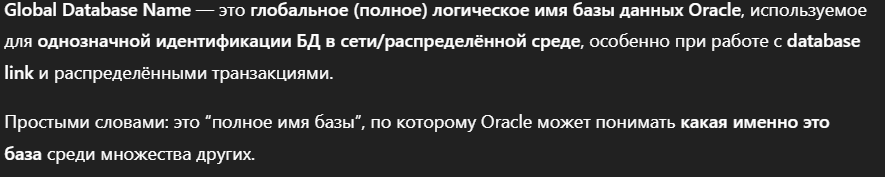 Global Database Name — это глобальное (полное) логическое имя базы данных Oracle, используемое
для однозначной идентификации БД в сети/распределённой среде, особенно при работе с database
link и распределёнными транзакциями.
Простыми словами: это “полное имя базы”, по которому Oracle может понимать какая именно это
база среди множества других.